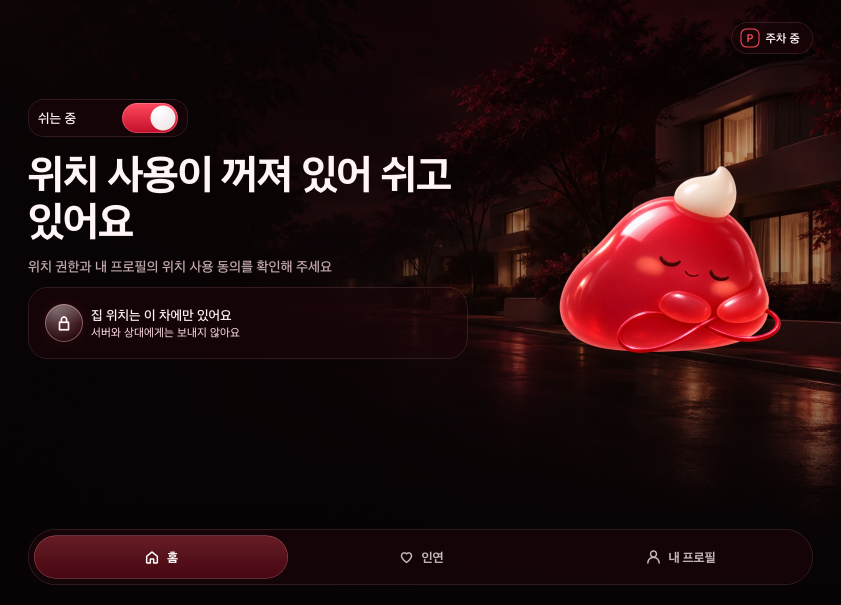 P 주차 중
쉬는 중
위치 사용이 꺼져 있어 쉬고
있어요
위치 권한과 내 프로필의 위치 사용 동의를 확인해 주세요
집 위치는 이 차에만 있어요
서버와 상대에게는 보내지 않아요
홈
인연
내 프로필